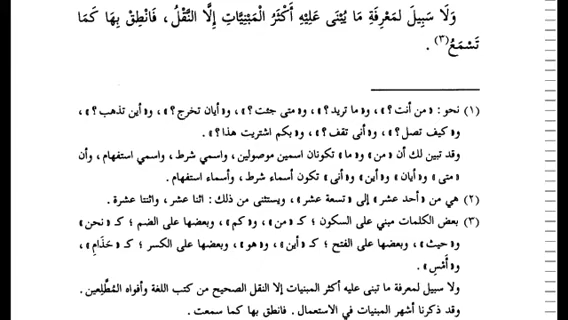 وَلَا سَبِيلَ لمَعْرِفَةِ مَا يُبْنَى عَلَيْهِ أَكْثَرُ الْمَبْنِيَّاتِ إِلَّا النَّقْلُ ، فَانْطِقْ بِهَا كَمَا
تَسْمَعُ(٣) .
(١) نحو : « من أنت ؟ » ، و« ما تريد ؟ » ، و« متى جئت ؟ » ، و« أيان تخرج ؟ » ، و« أين تذهب ؟ » ،
و« كيف تصل ؟ » ، و« أنى تقف ؟ » ، و« بكم اشتريت هذا ؟ » .
وقد تبين لك أن « من » و« ما » تكونان اسمين موصولين ، واسمي شرط ، واسمي استفهام ، وأن
« متى » و« أيان » و« أين » و« أنى » تكون أسماء شرط ، وأسماء استفهام .
(٢) هي من « أحد عشر » إلى « تسعة عشر » ، ويستثنى من ذلك : اثنا عشر ، واثنتا عشرة .
(٣) بعض الكلمات مبني على السكون ؛ كـ « من » ، و« كم » ، وبعضها على الضم ؛ كـ « نحن »
و« حيث » ، وبعضها على الفتح ؛ كـ « أين » ، و« هو » ، وبعضها على الكسر ؛ كـ « حَذَامِ » ،
و« أَمْسِ » .
ولا سبيل لمعرفة ما تبنى عليه أكثر المبنيات إلا النقل الصحيح من كتب اللغة وأفواه المُطَّلِعين .
وقد ذكرنا أشهر المبنيات في الاستعمال . فانطق بها كما سمعت .